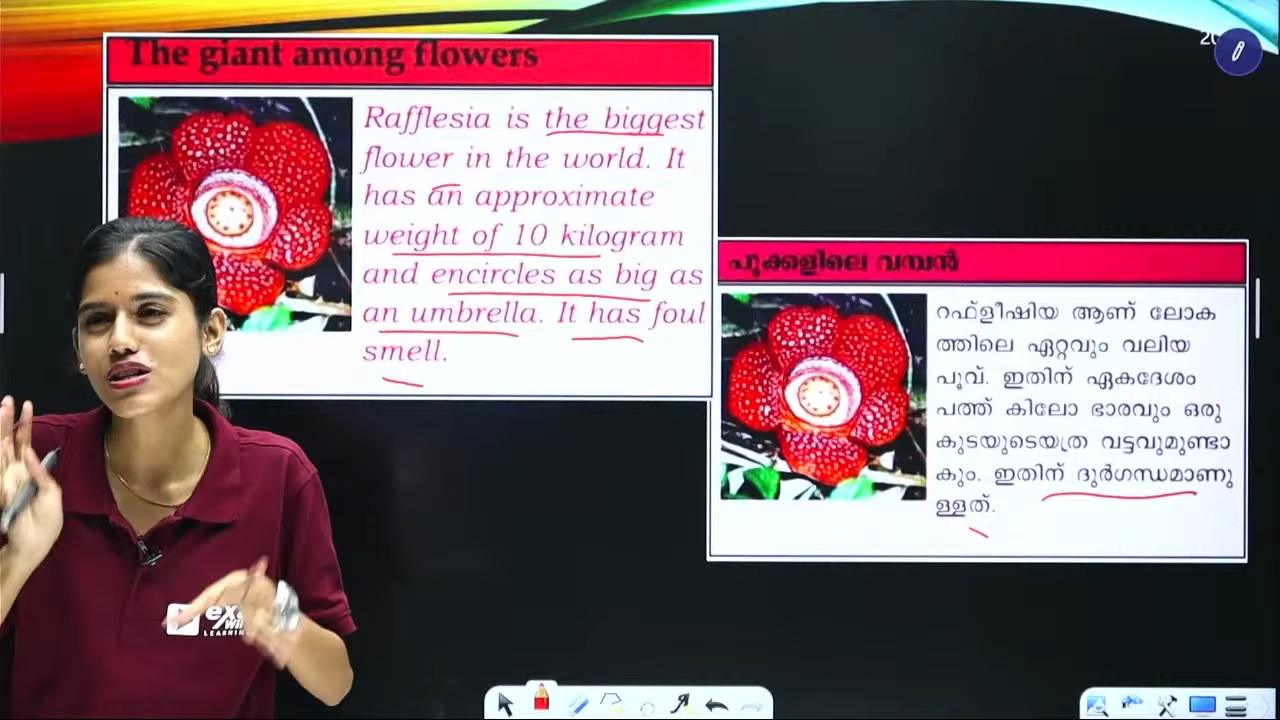 The giant among flowers
Rafflesia is the biggest
flower in the world. It
has an approximate
weight of 10 kilogram
and encircles as big as
an umbrella. It has foul
smell.
പൂക്കളിലെ വമ്പൻ
റഫ്ളീഷിയ ആണ് ലോക
ത്തിലെ ഏറ്റവും വലിയ
പൂവ്. ഇതിന് ഏകദേശം
പത്ത് കിലോ ഭാരവും ഒരു
കുടയുടെയത്ര വട്ടവുമുണ്ടാ
കും. ഇതിന് ദുർഗന്ധമാണു
ള്ളത്.